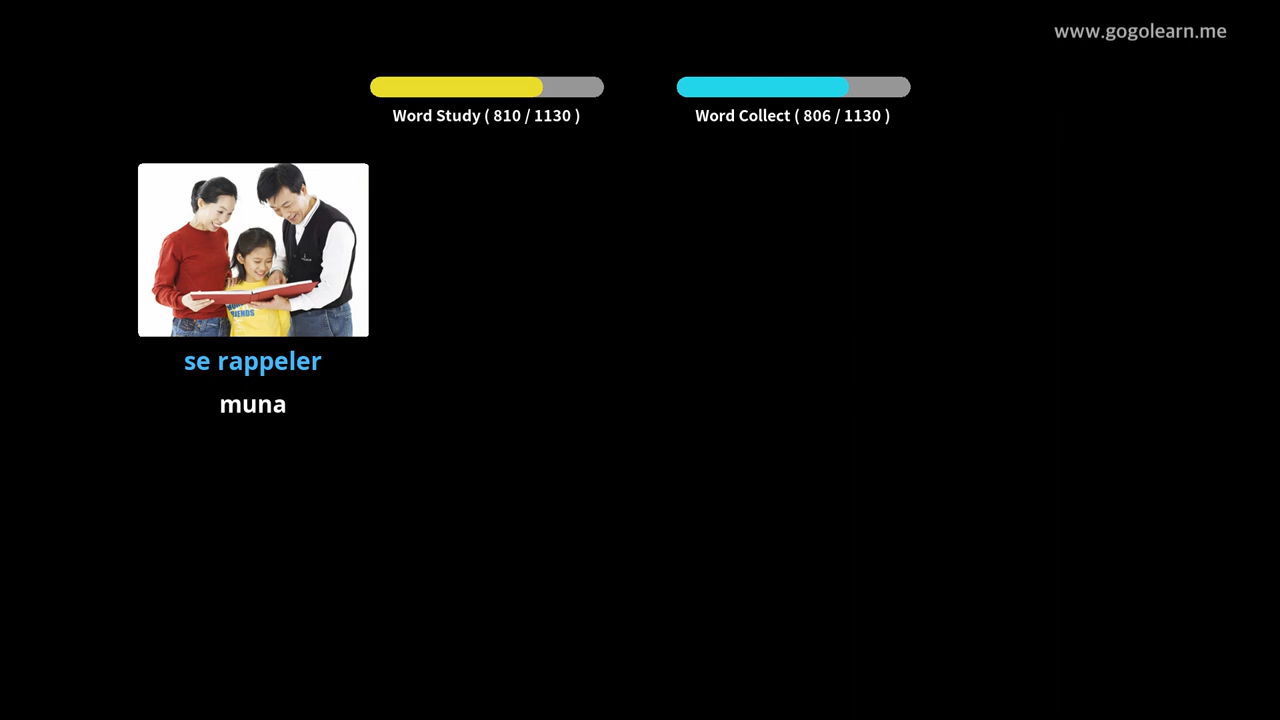 www.gogolearn.me
Word Study ( 810 / 1130 )
Word Collect ( 806 / 1130 )
se rappeler
muna